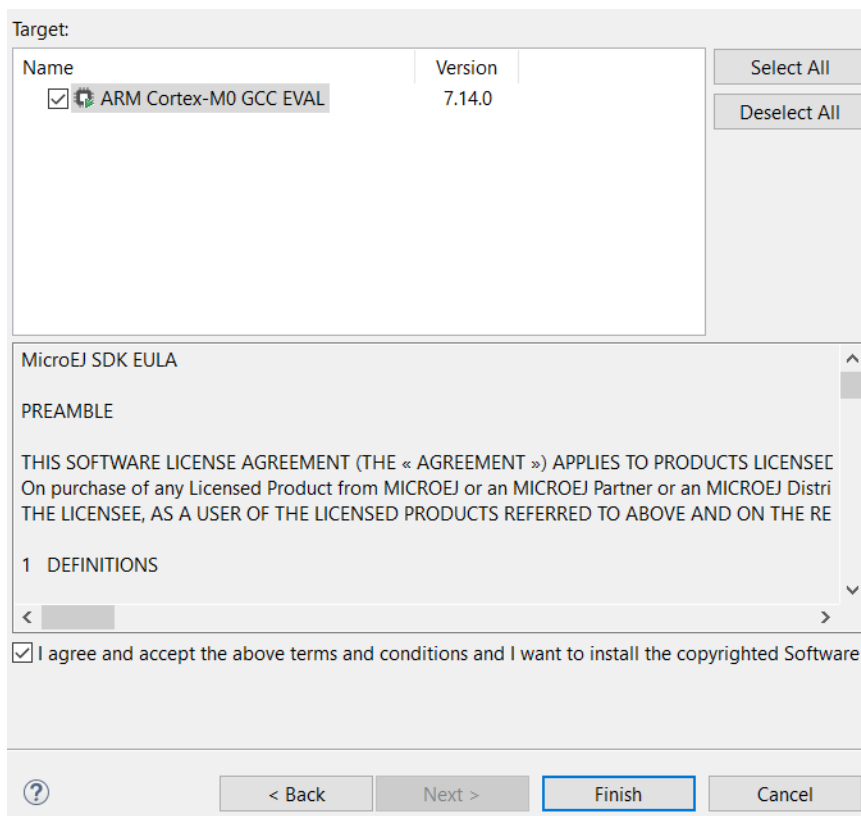 Target:
Name Version Select All
ARM Cortex-M0 GCC EVAL 7.14.0
Deselect All
MicroEJ SDK EULA
PREAMBLE
THIS SOFTWARE LICENSE AGREEMENT (THE « AGREEMENT ») APPLIES TO PRODUCTS LICENSED
On purchase of any Licensed Product from MICROEJ or an MICROEJ Partner or an MICROEJ Distri
THE LICENSEE, AS A USER OF THE LICENSED PRODUCTS REFERRED TO ABOVE AND ON THE RE
1 DEFINITIONS
I agree and accept the above terms and conditions and I want to install the copyrighted Software
? < Back Next > Finish Cancel